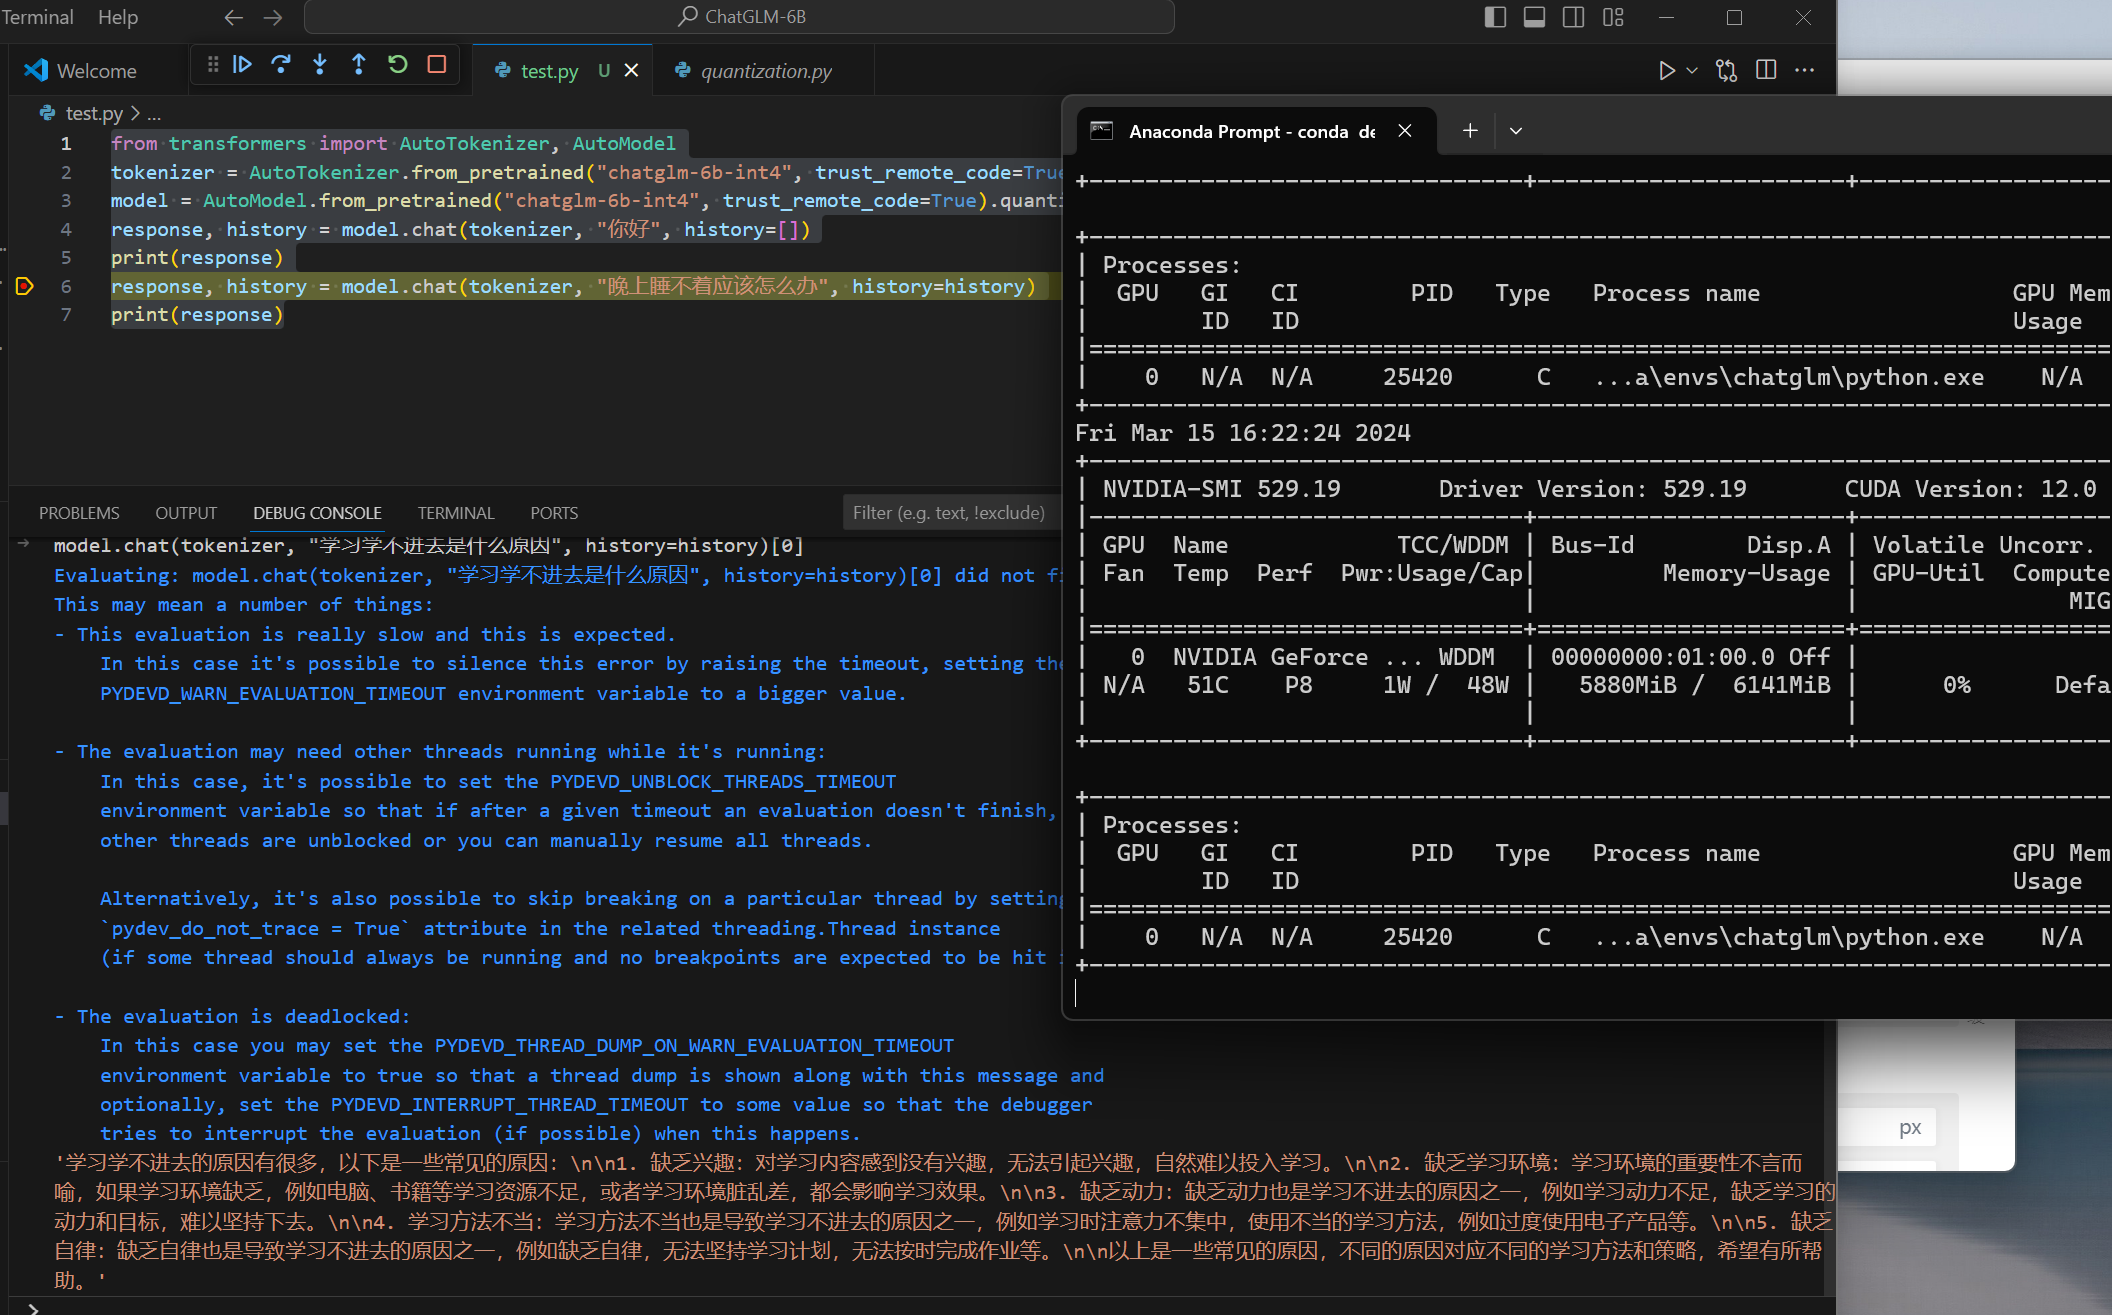 Terminal Help ChatGLM-6B
Welcome test.py U quantization.py
test.py > ...
1 from transformers import AutoTokenizer, AutoModel
2 tokenizer = AutoTokenizer.from_pretrained("chatglm-6b-int4", trust_remote_code=True
3 model = AutoModel.from_pretrained("chatglm-6b-int4", trust_remote_code=True).quanti
4 response, history = model.chat(tokenizer, "你好", history=[])
5 print(response)
6 response, history = model.chat(tokenizer, "晚上睡不着应该怎么办", history=history)
7 print(response)
PROBLEMS OUTPUT DEBUG CONSOLE TERMINAL PORTS Filter (e.g. text, !exclude)
model.chat(tokenizer, "学习学不进去是什么原因", history=history)[0]
Evaluating: model.chat(tokenizer, "学习学不进去是什么原因", history=history)[0] did not f
This may mean a number of things:
- This evaluation is really slow and this is expected.
In this case it's possible to silence this error by raising the timeout, setting the
PYDEVD_WARN_EVALUATION_TIMEOUT environment variable to a bigger value.
- The evaluation may need other threads running while it's running:
In this case, it's possible to set the PYDEVD_UNBLOCK_THREADS_TIMEOUT
environment variable so that if after a given timeout an evaluation doesn't finish,
other threads are unblocked or you can manually resume all threads.
Alternatively, it's also possible to skip breaking on a particular thread by setting
`pydev_do_not_trace = True` attribute in the related threading.Thread instance
(if some thread should always be running and no breakpoints are expected to be hit
- The evaluation is deadlocked:
In this case you may set the PYDEVD_THREAD_DUMP_ON_WARN_EVALUATION_TIMEOUT
environment variable to true so that a thread dump is shown along with this message and
optionally, set the PYDEVD_INTERRUPT_THREAD_TIMEOUT to some value so that the debugger
tries to interrupt the evaluation (if possible) when this happens.
'学习学不进去的原因有很多，以下是一些常见的原因：\n\n1. 缺乏兴趣：对学习内容感到没有兴趣，无法引起兴趣，自然难以投入学习。\n\n2. 缺乏学习环境：学习环境的重要性不言而
喻，如果学习环境缺乏，例如电脑、书籍等学习资源不足，或者学习环境脏乱差，都会影响学习效果。\n\n3. 缺乏动力：缺乏动力也是学习不进去的原因之一，例如学习动力不足，缺乏学习的
动力和目标，难以坚持下去。\n\n4. 学习方法不当：学习方法不当也是导致学习不进去的原因之一，例如学习时注意力不集中，使用不当的学习方法，例如过度使用电子产品等。\n\n5. 缺乏
自律：缺乏自律也是导致学习不进去的原因之一，例如缺乏自律，无法坚持学习计划，无法按时完成作业等。\n\n以上是一些常见的原因，不同的原因对应不同的学习方法和策略，希望有所帮
助。'
Anaconda Prompt - conda de
Processes:
GPU GI CI PID Type Process name GPU Mem
ID ID Usage
0 N/A N/A 25420 C ...a\envs\chatglm\python.exe N/A
Fri Mar 15 16:22:24 2024
NVIDIA-SMI 529.19 Driver Version: 529.19 CUDA Version: 12.0
GPU Name TCC/WDDM | Bus-Id Disp.A | Volatile Uncorr.
Fan Temp Perf Pwr:Usage/Cap| Memory-Usage | GPU-Util Compute
MIG
0 NVIDIA GeForce ... WDDM | 00000000:01:00.0 Off |
N/A 51C P8 1W / 48W | 5880MiB / 6141MiB | 0% Defa
Processes:
GPU GI CI PID Type Process name GPU Mem
ID ID Usage
0 N/A N/A 25420 C ...a\envs\chatglm\python.exe N/A
px